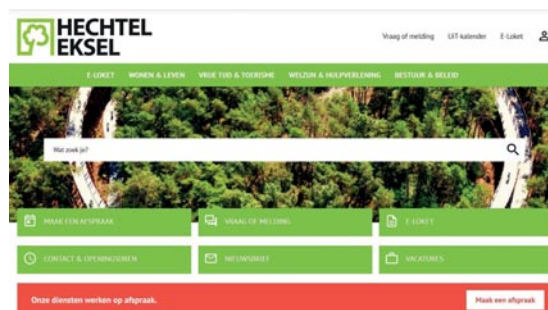 HECHTEL
EKSEL
Vraag of melding UiT-kalender E-Loket
E-LOKET WONEN & LEVEN VRIJE TIJD & TOERISME WELZIJN & HULPVERLENING BESTUUR & BELEID
Wat zoek je?
MAAK EEN AFSPRAAK VRAAG OF MELDING E-LOKET
CONTACT & OPENINGSUREN NIEUWSBRIEF VACATURES
Onze diensten werken op afspraak. Maak een afspraak